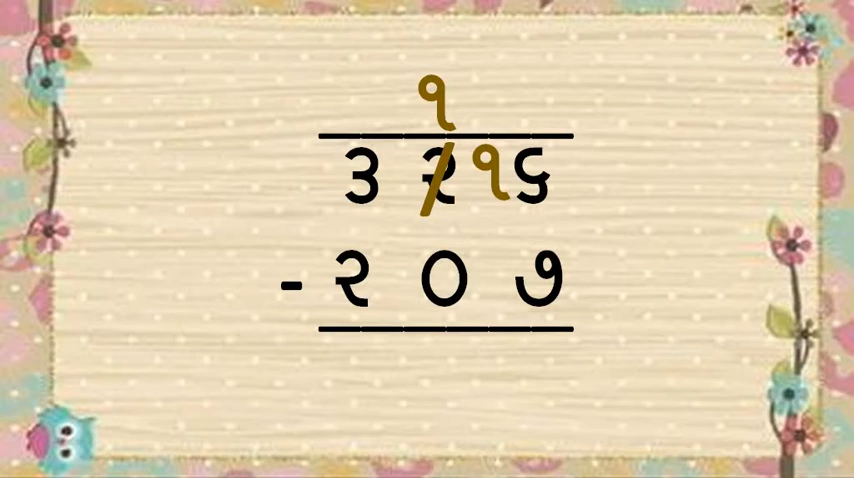 ૧
૩ ૨ ૧૬
- ૨ ૦ ૭